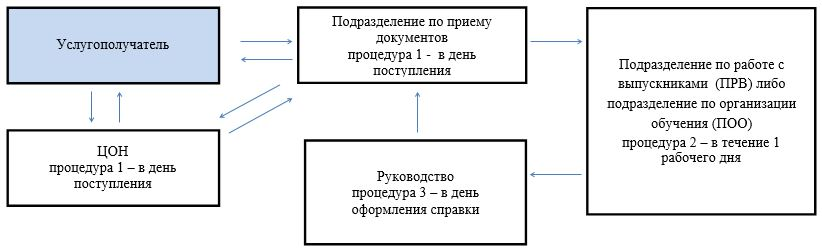 Услугополучатель
Подразделение по приему
документов
процедура 1 - в день
поступления
Подразделение по работе с
выпускниками (ПРВ) либо
подразделение по организации
обучения (ПОО)
процедура 2 – в течение 1
рабочего дня
ЦОН
процедура 1 – в день
поступления
Руководство
процедура 3 – в день
оформления справки